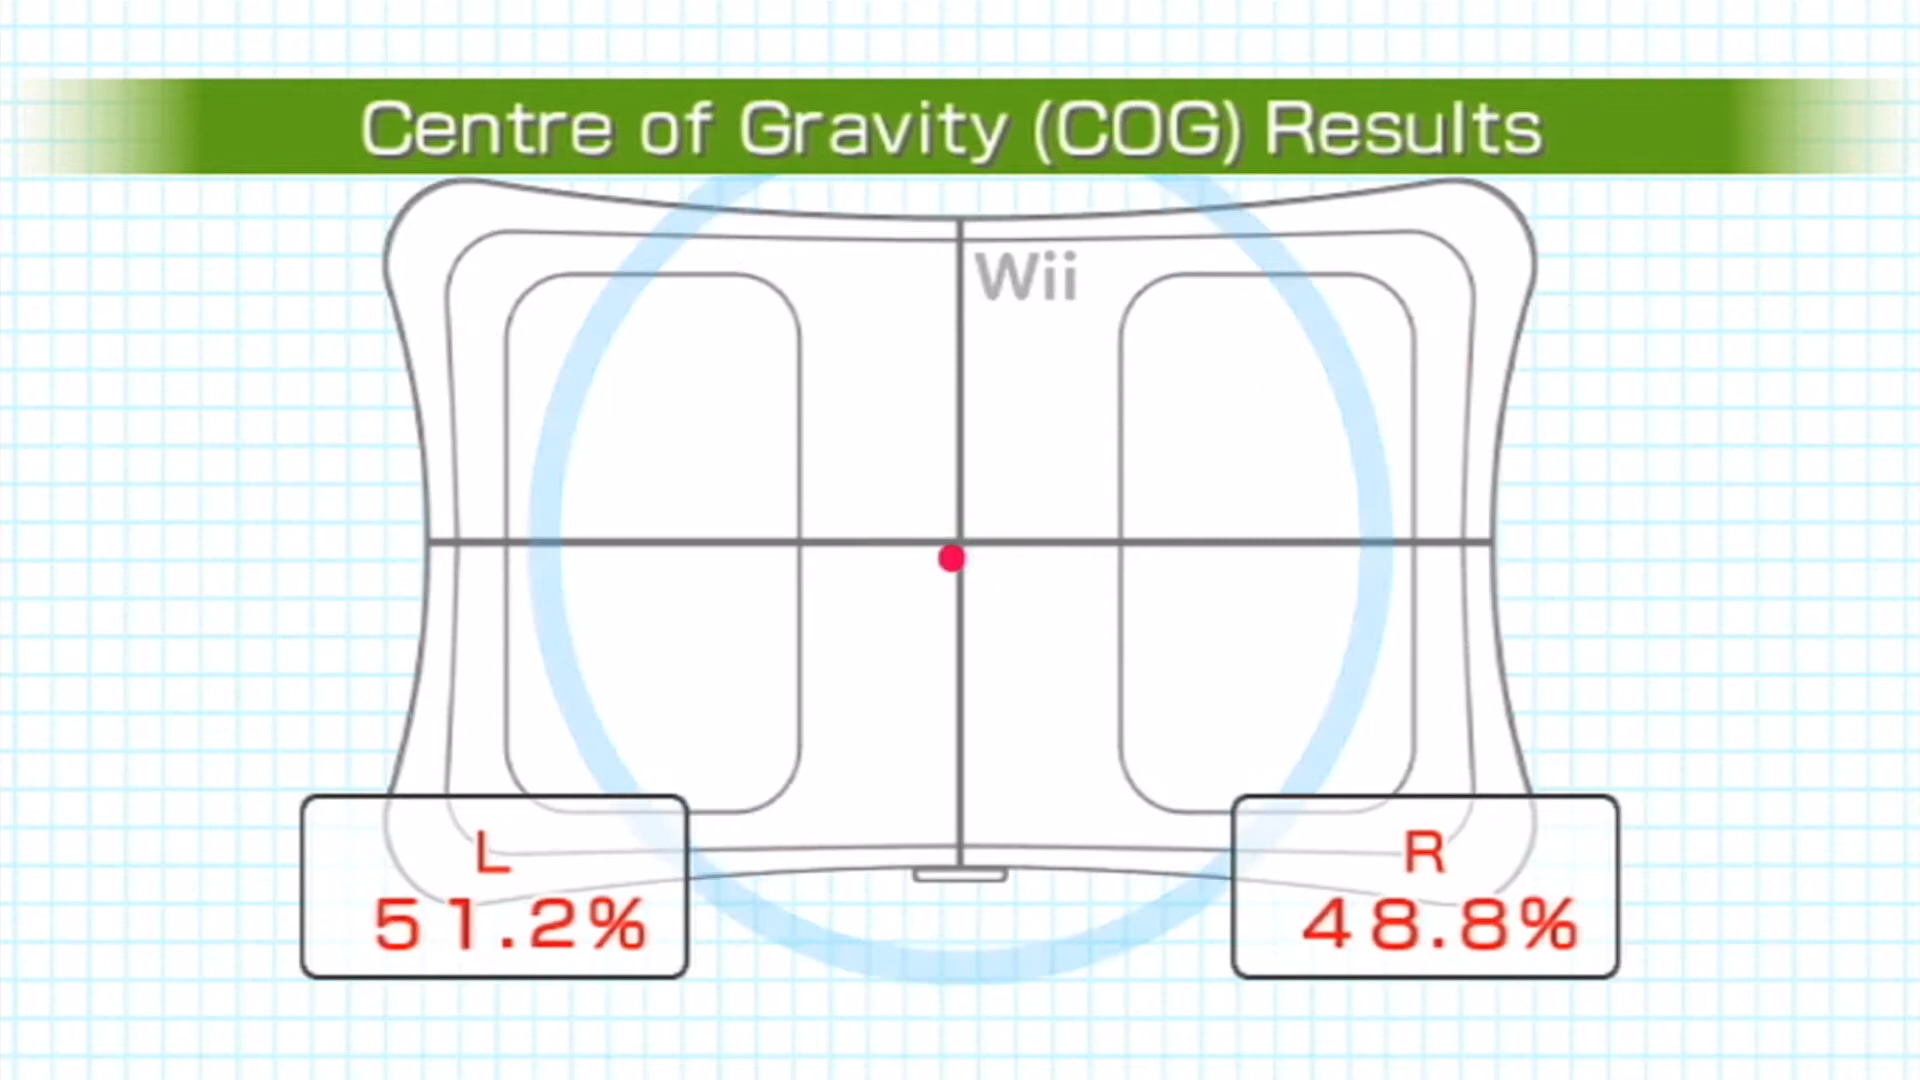 Centre of Gravity (COG) Results
Wii
L
51.2%
R
48.8%